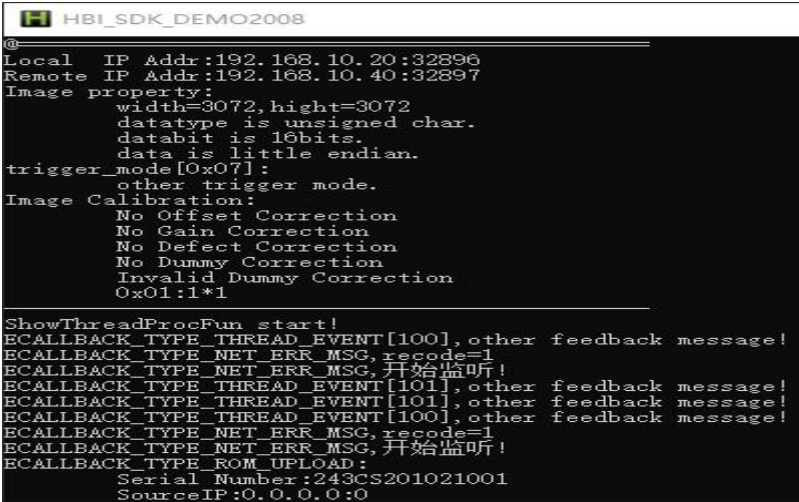 HBI_SDK_DEMO2008
@
Local IP Addr:192.168.10.20:32896
Remote IP Addr:192.168.10.40:32897
Image property:
width=3072,hight=3072
datatype is unsigned char.
databit is 16bits.
data is little endian.
trigger_mode[0x07]:
other trigger mode.
Image Calibration:
No Offset Correction
No Gain Correction
No Defect Correction
No Dummy Correction
Invalid Dummy Correction
0x01:1*1
ShowThreadProcFun start!
ECALLBACK_TYPE_THREAD_EVENT[100],other feedback message!
ECALLBACK_TYPE_NET_ERR_MSG,recode=1
ECALLBACK_TYPE_NET_ERR_MSG,开始监听!
ECALLBACK_TYPE_THREAD_EVENT[101],other feedback message!
ECALLBACK_TYPE_THREAD_EVENT[101],other feedback message!
ECALLBACK_TYPE_THREAD_EVENT[100],other feedback message!
ECALLBACK_TYPE_NET_ERR_MSG,recode=1
ECALLBACK_TYPE_NET_ERR_MSG,开始监听!
ECALLBACK_TYPE_ROM_UPLOAD:
Serial Number:243CS201021001
SourceIP:0.0.0.0:0